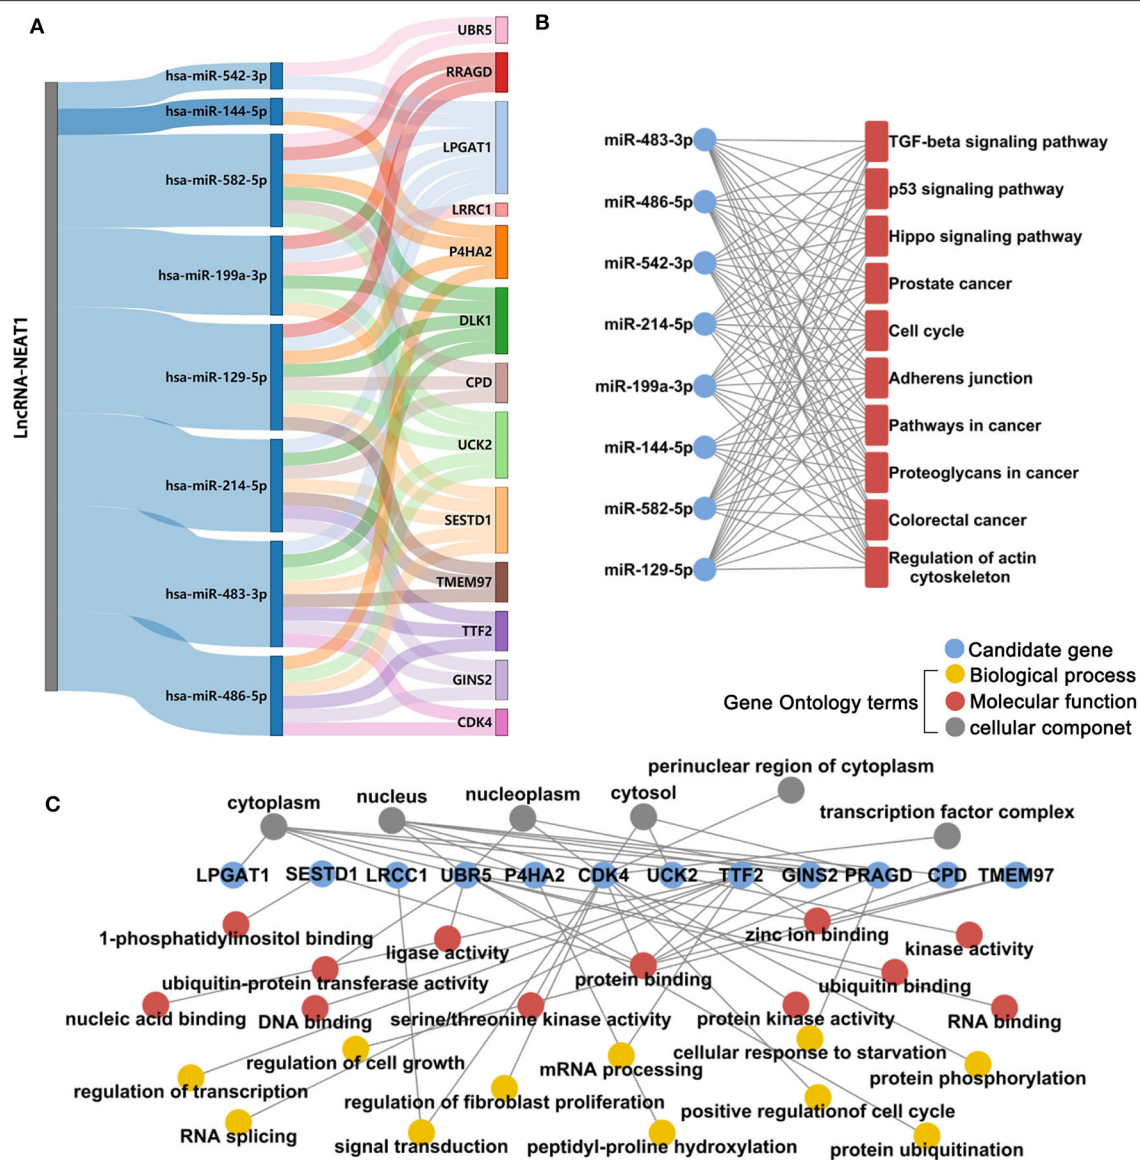 A
LncRNA-NEAT1
hsa-miR-542-3p
hsa-miR-144-5p
hsa-miR-582-5p
hsa-miR-199a-3p
hsa-miR-129-5p
hsa-miR-214-5p
hsa-miR-483-3p
hsa-miR-486-5p
UBR5
RRAGD
LPGAT1
LRRC1
P4HA2
DLK1
CPD
UCK2
SESTD1
TMEM97
TTF2
GINS2
CDK4
B
miR-483-3p
miR-486-5p
miR-542-3p
miR-214-5p
miR-199a-3p
miR-144-5p
miR-582-5p
miR-129-5p
TGF-beta signaling pathway
p53 signaling pathway
Hippo signaling pathway
Prostate cancer
Cell cycle
Adherens junction
Pathways in cancer
Proteoglycans in cancer
Colorectal cancer
Regulation of actin
cytoskeleton
Candidate gene
Gene Ontology terms
Biological process
Molecular function
cellular componet
C
cytoplasm
nucleus
nucleoplasm
cytosol
perinuclear region of cytoplasm
transcription factor complex
LPGAT1 SESTD1 LRCC1 UBR5 P4HA2 CDK4 UCK2 TTF2 GINS2 PRAGD CPD TMEM97
1-phosphatidylinositol binding
ligase activity
zinc ion binding
kinase activity
ubiquitin-protein transferase activity
protein binding
ubiquitin binding
nucleic acid binding
DNA binding
serine/threonine kinase activity
protein kinase activity
RNA binding
regulation of cell growth
mRNA processing
cellular response to starvation
regulation of transcription
protein phosphorylation
regulation of fibroblast proliferation
positive regulationof cell cycle
RNA splicing
signal transduction
peptidyl-proline hydroxylation
protein ubiquitination